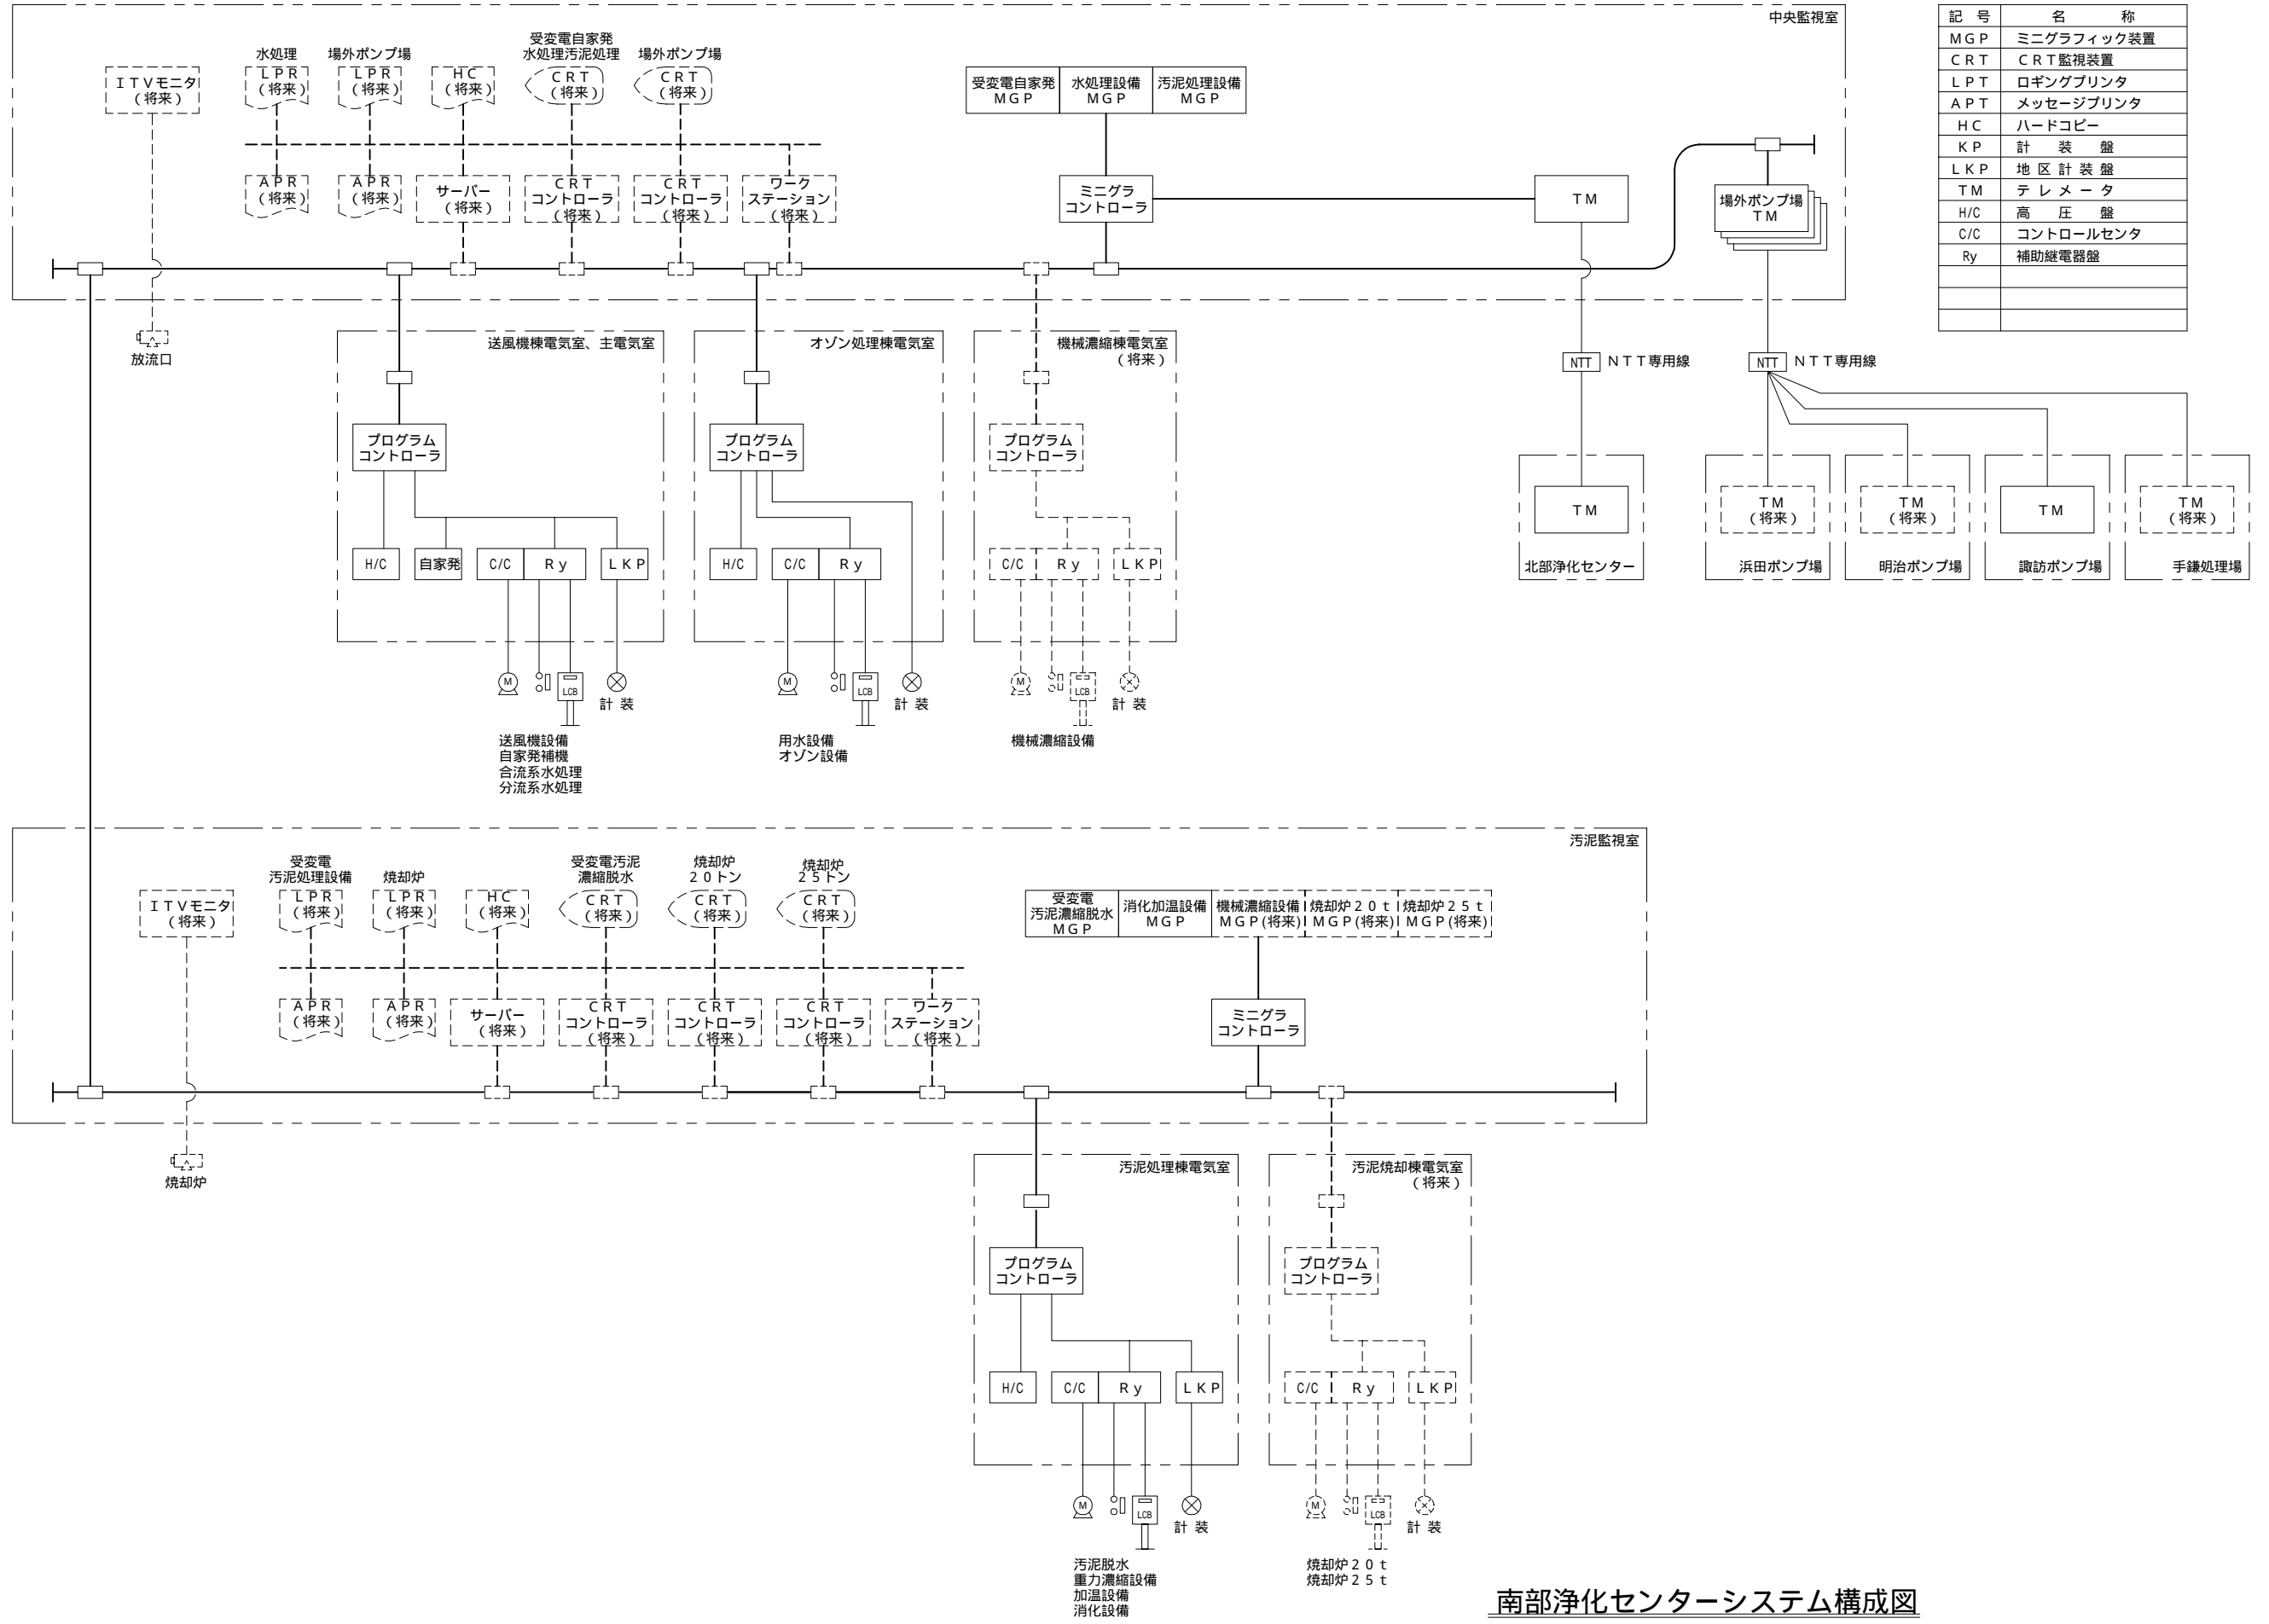 中央監視室
水処理
場外ポンプ場
受変電自家発
水処理汚泥処理
場外ポンプ場
ITVモニタ
(将来)
LPR
(将来)
LPR
(将来)
HC
(将来)
CRT
(将来)
CRT
(将来)
受変電自家発
MGP
水処理設備
MGP
汚泥処理設備
MGP
APR
(将来)
APR
(将来)
サーバー
(将来)
CRT
コントローラ
(将来)
CRT
コントローラ
(将来)
ワーク
ステーション
(将来)
ミニグラ
コントローラ
TM
場外ポンプ場
TM
記 号 名 称
MGP ミニグラフィック装置
CRT CRT監視装置
LPT ロギングプリンタ
APT メッセージプリンタ
HC ハードコピー
KP 計 装 盤
LKP 地 区 計 装 盤
TM テ レ メ ー タ
H/C 高 圧 盤
C/C コントロールセンタ
Ry 補助継電器盤
放流口
送風機棟電気室、主電気室
プログラム
コントローラ
H/C
自家発
C/C
Ry
LKP
M
LCB
計 装
送風機設備
自家発補機
合流系水処理
分流系水処理
オゾン処理棟電気室
プログラム
コントローラ
H/C
C/C
Ry
M
LCB
計 装
用水設備
オゾン設備
機械濃縮棟電気室
(将来)
プログラム
コントローラ
C/C
Ry
LKP
M
LCB
計 装
機械濃縮設備
NTT NTT専用線
NTT NTT専用線
TM
北部浄化センター
TM
(将来)
浜田ポンプ場
TM
(将来)
明治ポンプ場
TM
諏訪ポンプ場
TM
(将来)
手鎌処理場
汚泥監視室
受変電
汚泥処理設備
焼却炉
受変電汚泥
濃縮脱水
焼却炉
20トン
焼却炉
25トン
ITVモニタ
(将来)
LPR
(将来)
LPR
(将来)
HC
(将来)
CRT
(将来)
CRT
(将来)
CRT
(将来)
受変電
汚泥濃縮脱水
MGP
消化加温設備
MGP
機械濃縮設備
MGP(将来)
焼却炉20t
MGP(将来)
焼却炉25t
MGP(将来)
APR
(将来)
APR
(将来)
サーバー
(将来)
CRT
コントローラ
(将来)
CRT
コントローラ
(将来)
CRT
コントローラ
(将来)
ワーク
ステーション
(将来)
ミニグラ
コントローラ
焼却炉
汚泥処理棟電気室
プログラム
コントローラ
H/C
C/C
Ry
LKP
M
LCB
計 装
汚泥脱水
重力濃縮設備
加温設備
消化設備
汚泥焼却棟電気室
(将来)
プログラム
コントローラ
C/C
Ry
LKP
M
LCB
計 装
焼却炉20t
焼却炉25t
南部浄化センターシステム構成図